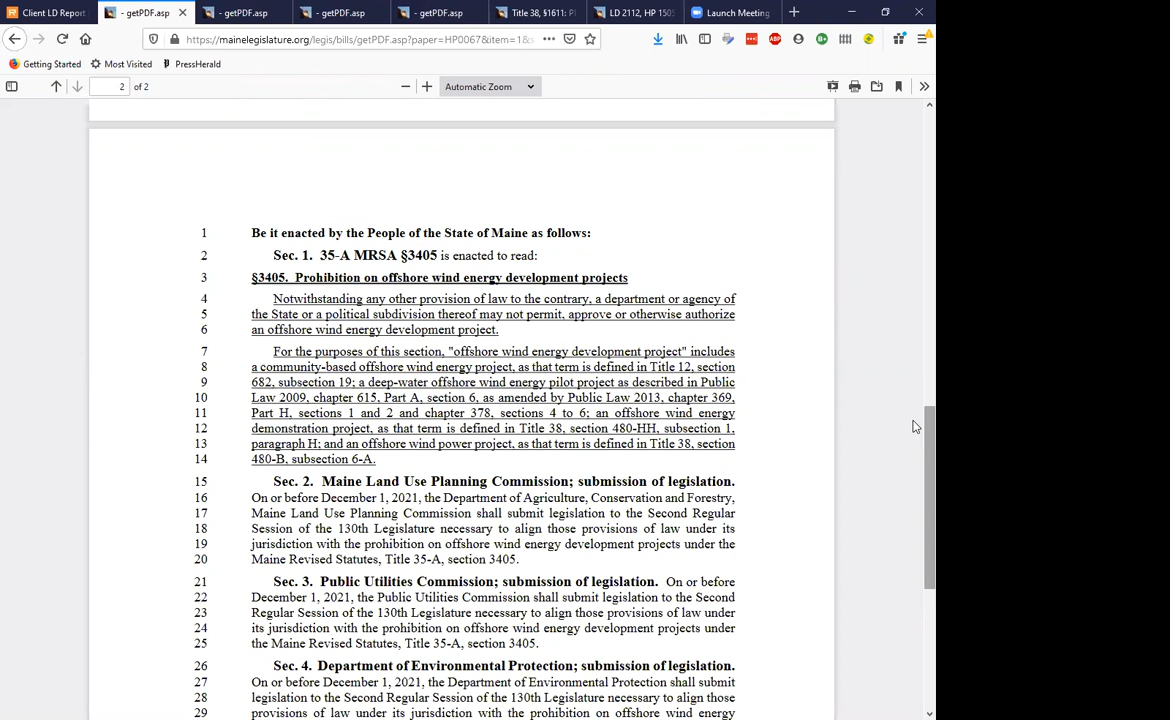 Client LD Report
- getPDF.asp
- getPDF.asp
- getPDF.asp
- getPDF.asp
Title 38, §1611: P
LD 2112, HP 1505
Launch Meeting
https://mainelegislature.org/legis/bills/getPDF.asp?paper=HP0067&item=1&
Getting Started
Most Visited
PressHerald
2 of 2
Automatic Zoom
1 Be it enacted by the People of the State of Maine as follows:
2 Sec. 1. 35-A MRSA §3405 is enacted to read:
3 §3405. Prohibition on offshore wind energy development projects
4 Notwithstanding any other provision of law to the contrary, a department or agency of
5 the State or a political subdivision thereof may not permit, approve or otherwise authorize
6 an offshore wind energy development project.
7 For the purposes of this section, "offshore wind energy development project" includes
8 a community-based offshore wind energy project, as that term is defined in Title 12, section
9 682, subsection 19; a deep-water offshore wind energy pilot project as described in Public
10 Law 2009, chapter 615, Part A, section 6, as amended by Public Law 2013, chapter 369,
11 Part H, sections 1 and 2 and chapter 378, sections 4 to 6; an offshore wind energy
12 demonstration project, as that term is defined in Title 38, section 480-HH, subsection 1,
13 paragraph H; and an offshore wind power project, as that term is defined in Title 38, section
14 480-B, subsection 6-A.
15 Sec. 2. Maine Land Use Planning Commission; submission of legislation.
16 On or before December 1, 2021, the Department of Agriculture, Conservation and Forestry,
17 Maine Land Use Planning Commission shall submit legislation to the Second Regular
18 Session of the 130th Legislature necessary to align those provisions of law under its
19 jurisdiction with the prohibition on offshore wind energy development projects under the
20 Maine Revised Statutes, Title 35-A, section 3405.
21 Sec. 3. Public Utilities Commission; submission of legislation. On or before
22 December 1, 2021, the Public Utilities Commission shall submit legislation to the Second
23 Regular Session of the 130th Legislature necessary to align those provisions of law under
24 its jurisdiction with the prohibition on offshore wind energy development projects under
25 the Maine Revised Statutes, Title 35-A, section 3405.
26 Sec. 4. Department of Environmental Protection; submission of legislation.
27 On or before December 1, 2021, the Department of Environmental Protection shall submit
28 legislation to the Second Regular Session of the 130th Legislature necessary to align those
29 provisions of law under its jurisdiction with the prohibition on offshore wind energy